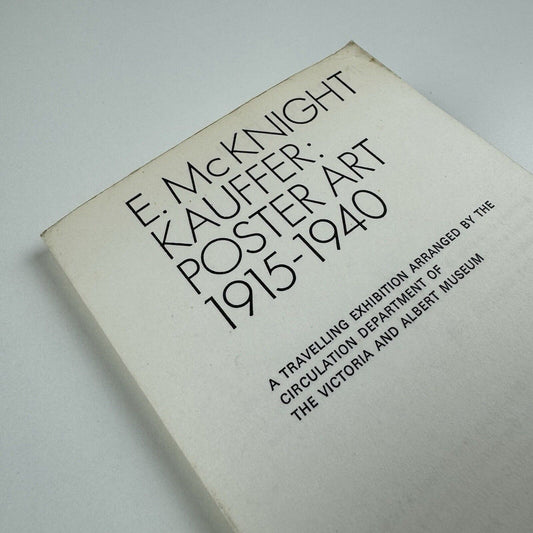 E. McKNIGHT
KAUFFER:
POSTER ART
1915-1940
A TRAVELLING EXHIBITION ARRANGED BY THE
CIRCULATION DEPARTMENT OF
THE VICTORIA AND ALBERT MUSEUM